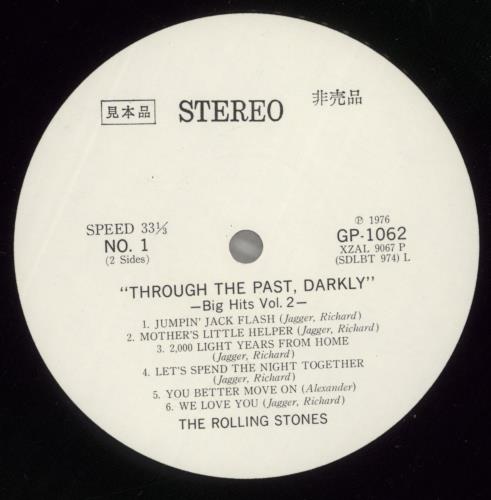 見本品 STEREO 非売品
SPEED 33⅓
NO. 1
(2 Sides)
Ⓟ 1976
GP-1062
XZAL 9067 P
(SDLBT 974) L
"THROUGH THE PAST, DARKLY"
—Big Hits Vol. 2—
1. JUMPIN' JACK FLASH (Jagger, Richard)
2. MOTHER'S LITTLE HELPER (Jagger, Richard)
3. 2,000 LIGHT YEARS FROM HOME
(Jagger, Richard)
4. LET'S SPEND THE NIGHT TOGETHER
(Jagger, Richard)
5. YOU BETTER MOVE ON (Alexander)
6. WE LOVE YOU (Jagger, Richard)
THE ROLLING STONES